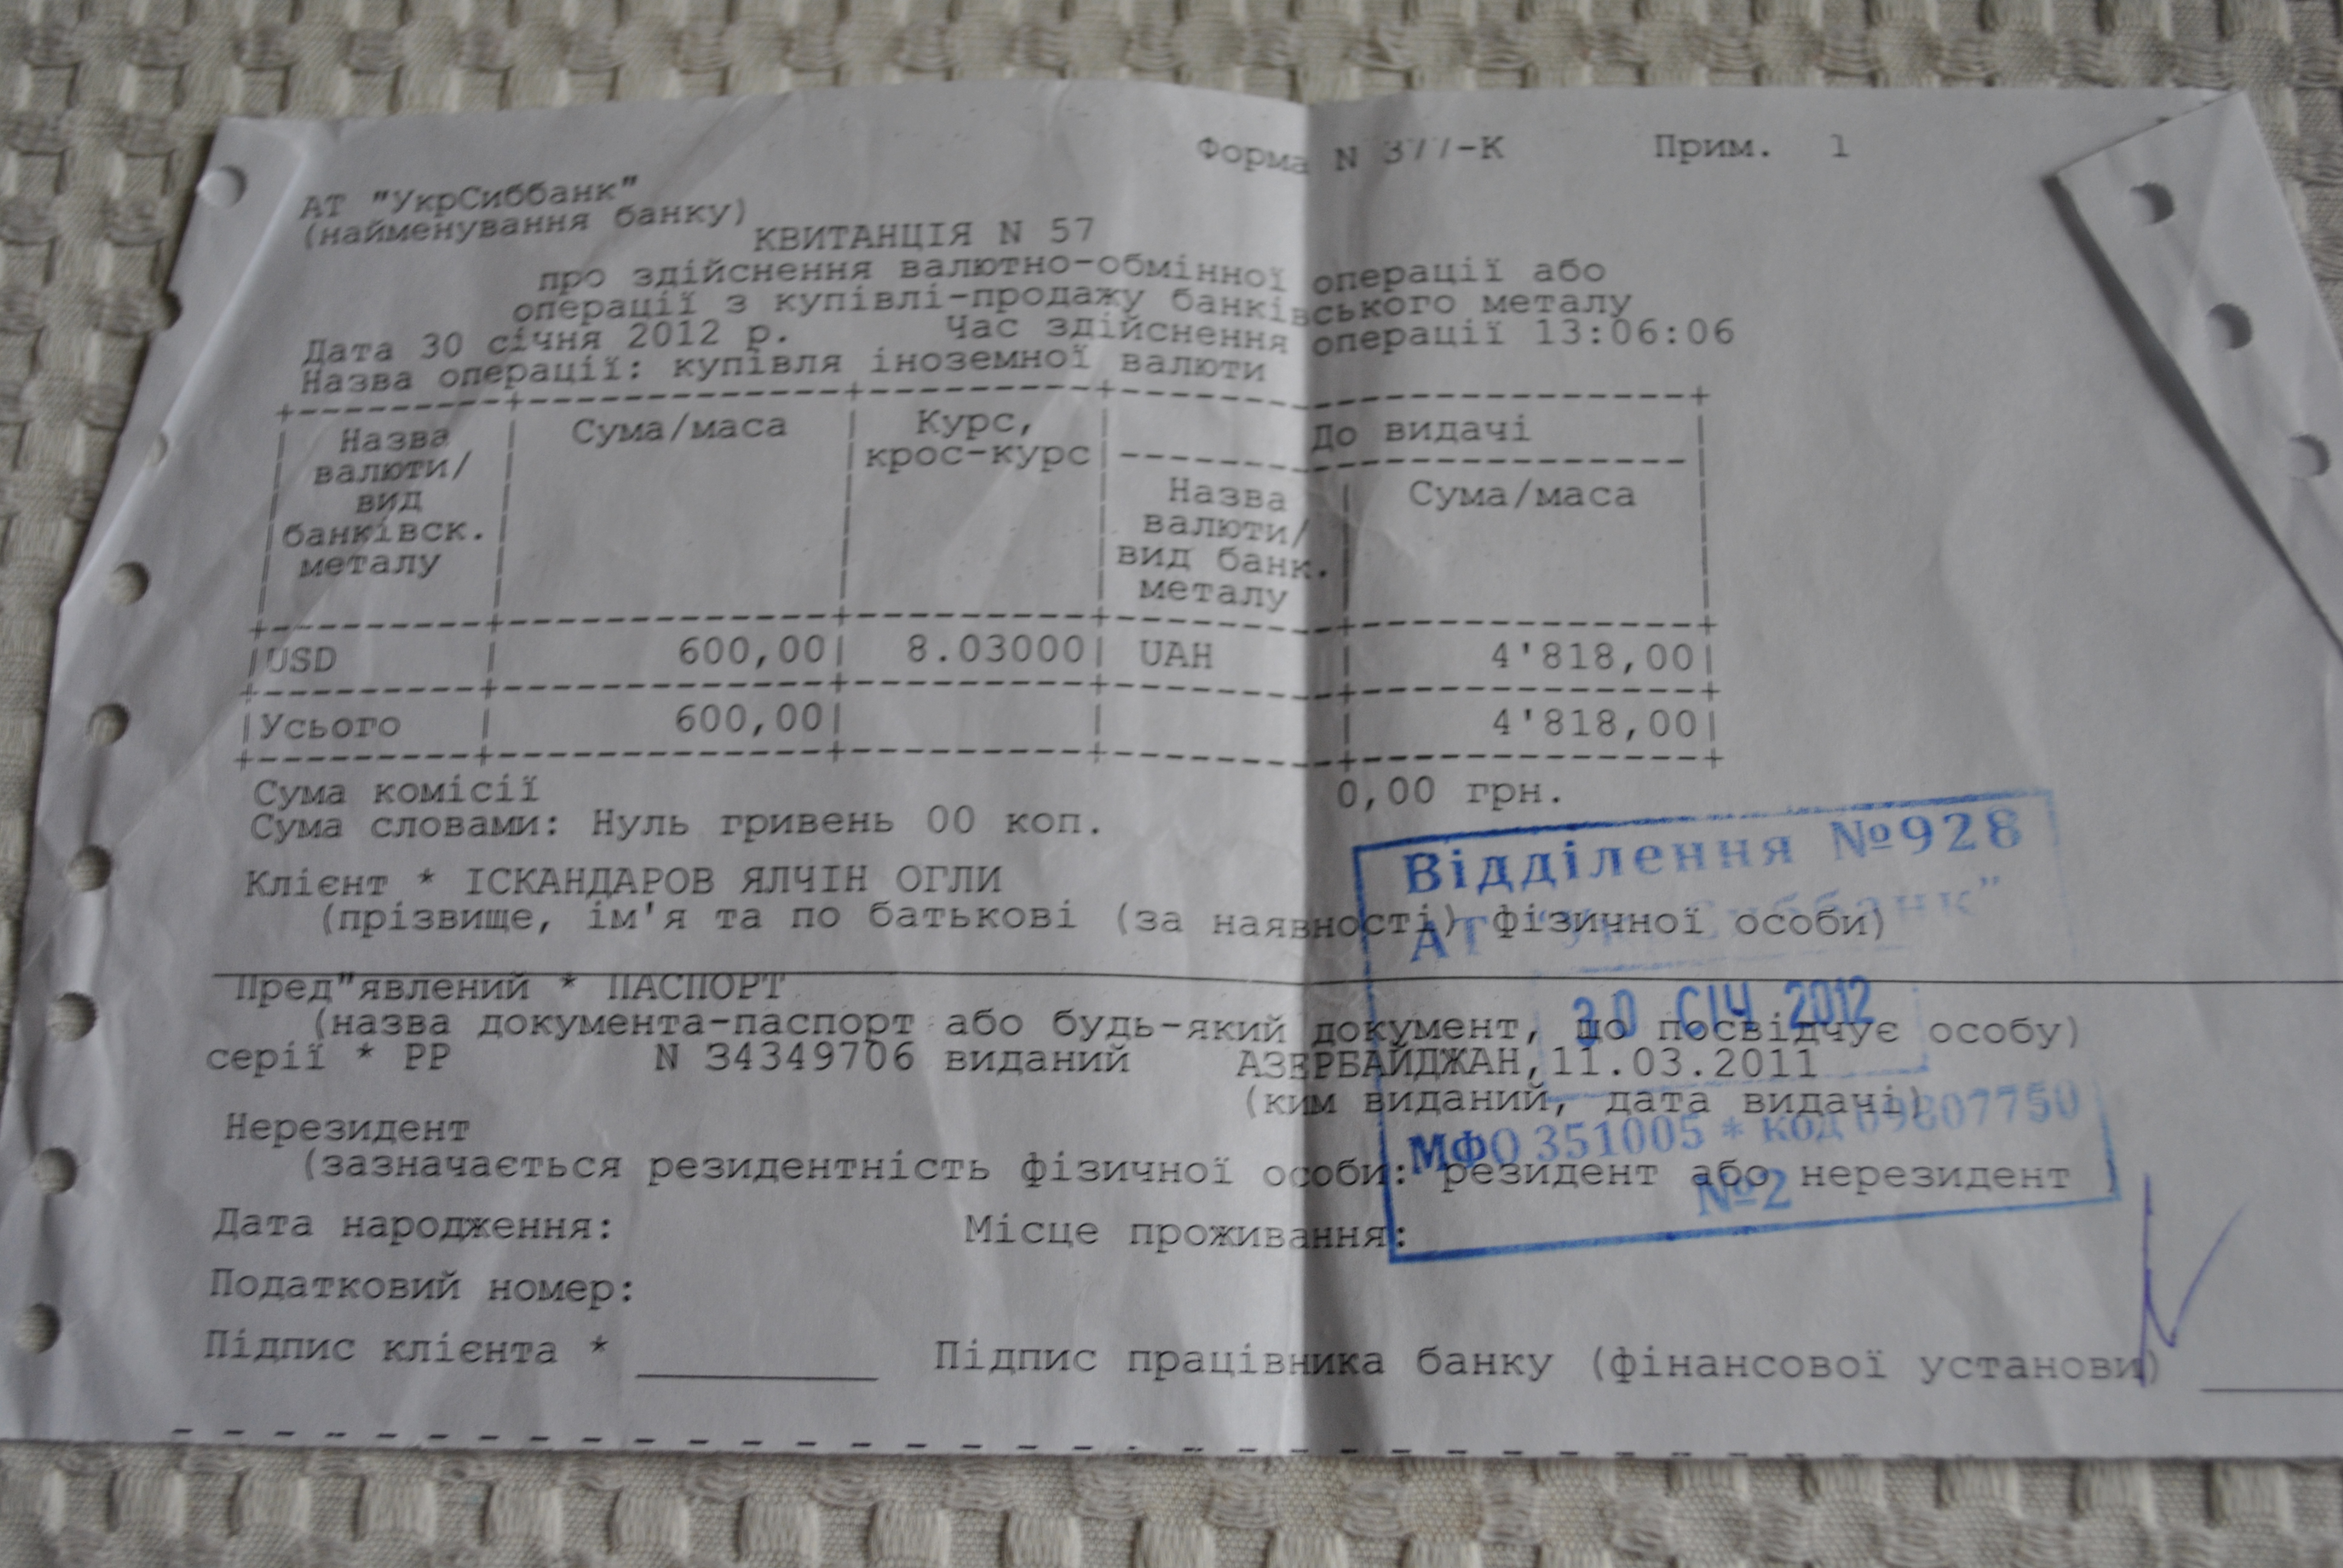 Форма N 377-К Прим. 1
АТ "УкрСиббанк"
(найменування банку)
КВИТАНЦІЯ N 57
про здійснення валютно-обмінної операції або
операції з купівлі-продажу банківського металу
Дата 30 січня 2012 р. Час здійснення операції 13:06:06
Назва операції: купівля іноземної валюти
Назва валюти/ вид банківск. металу
Сума/маса
Курс, крос-курс
До видачі
Назва валюти/ вид банк. металу
Сума/маса
USD 600,00 8.03000 UAH 4'818,00
Усього 600,00 4'818,00
Сума комісії 0,00 грн.
Сума словами: Нуль гривень 00 коп.
Клієнт * ІСКАНДАРОВ ЯЛЧІН ОГЛИ
(прізвище, ім'я та по батькові (за наявності) фізичної особи)
Пред"явлений * ПАСПОРТ
(назва документа-паспорт або будь-який документ, що посвідчує особу)
серії * РР N 34349706 виданий АЗЕРБАЙДЖАН,11.03.2011
(ким виданий, дата видачі)
Нерезидент
(зазначається резидентність фізичної особи: резидент або нерезидент
Дата народження: Місце проживання:
Податковий номер:
Підпис клієнта * Підпис працівника банку (фінансової установи)
Відділення №928
АТ "УкрСиббанк"
30 СІЧ 2012
МФО 351005 * код 09807750
№2